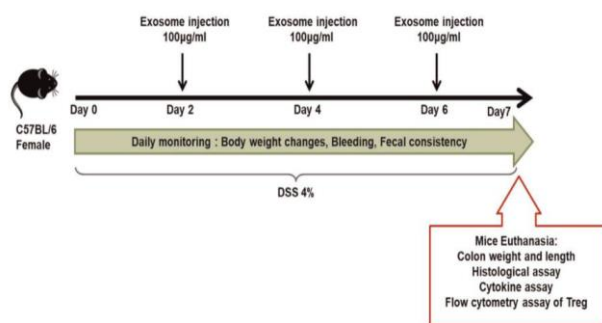 Exosome injection
100µg/ml
Exosome injection
100µg/ml
Exosome injection
100µg/ml
Day 0
Day 2
Day 4
Day 6
Day7
C57BL/6
Female
Daily monitoring : Body weight changes, Bleeding, Fecal consistency
DSS 4%
Mice Euthanasia:
Colon weight and length
Histological assay
Cytokine assay
Flow cytometry assay of Treg